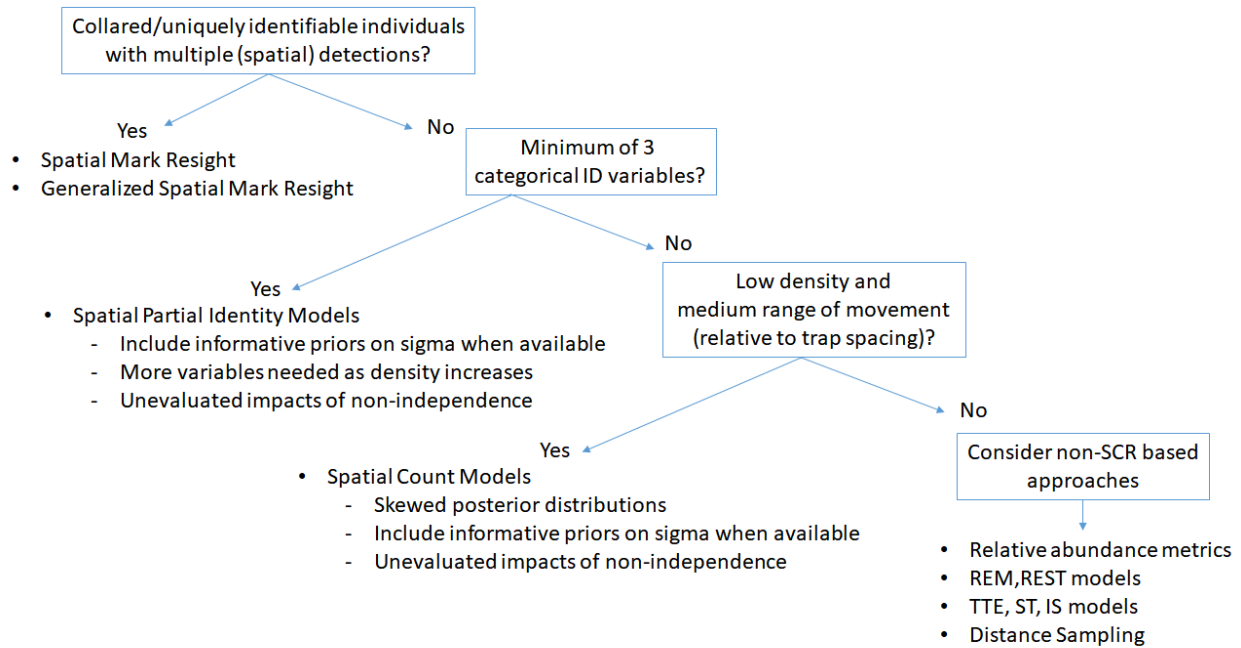 Collared/uniquely identifiable individuals
with multiple (spatial) detections?
Yes
No
• Spatial Mark Resight
• Generalized Spatial Mark Resight
Minimum of 3
categorical ID variables?
Yes
No
• Spatial Partial Identity Models
- Include informative priors on sigma when available
- More variables needed as density increases
- Unevaluated impacts of non-independence
Low density and
medium range of movement
(relative to trap spacing)?
Yes
No
• Spatial Count Models
- Skewed posterior distributions
- Include informative priors on sigma when available
- Unevaluated impacts of non-independence
Consider non-SCR based
approaches
• Relative abundance metrics
• REM,REST models
• TTE, ST, IS models
• Distance Sampling